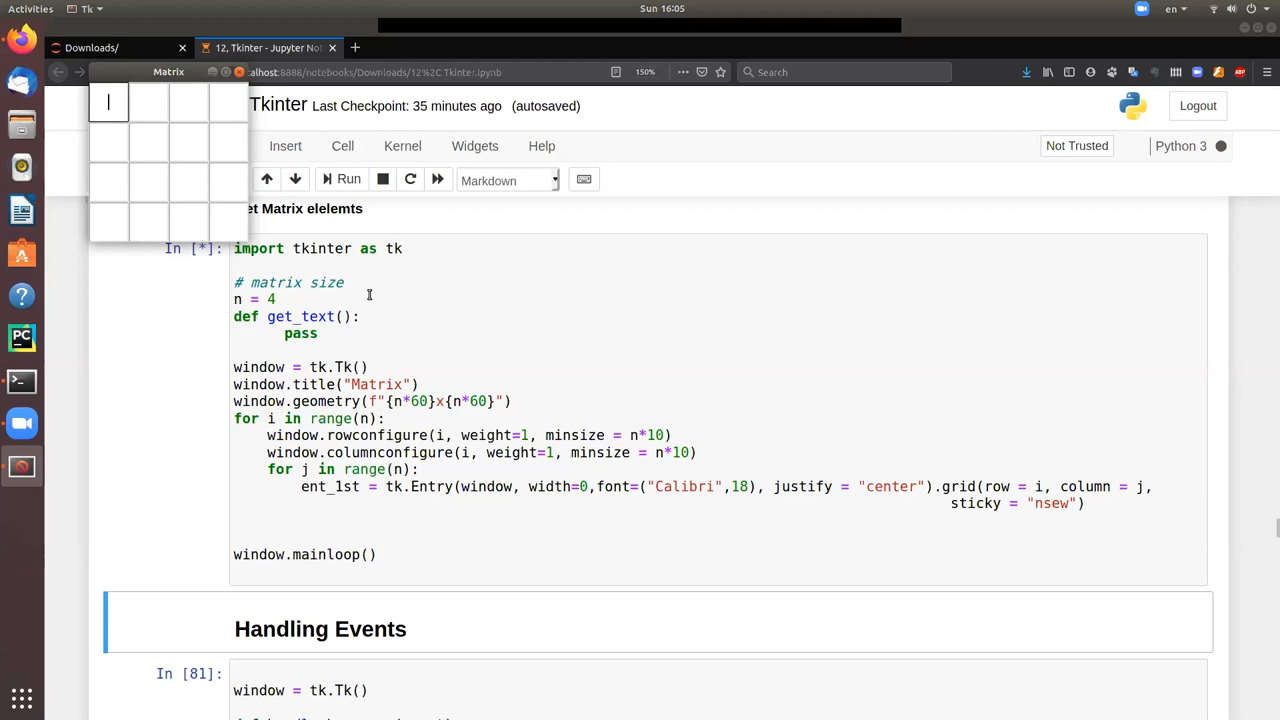 Activities
Tk
Sun 16:05
en
Downloads/
12, Tkinter - Jupyter Not
Matrix
calhost:8888/notebooks/Downloads/12%2C Tkinter.ipynb
150%
Search
Tkinter Last Checkpoint: 35 minutes ago (autosaved)
Logout
Insert
Cell
Kernel
Widgets
Help
Not Trusted
Python 3
Run
Markdown
et Matrix elelemts
In [*]:
import tkinter as tk
# matrix size
n = 4
def get_text():
pass
window = tk.Tk()
window.title("Matrix")
window.geometry(f"{n*60}x{n*60}")
for i in range(n):
window.rowconfigure(i, weight=1, minsize = n*10)
window.columnconfigure(i, weight=1, minsize = n*10)
for j in range(n):
ent_1st = tk.Entry(window, width=0,font=("Calibri",18), justify = "center").grid(row = i, column = j,
sticky = "nsew")
window.mainloop()
Handling Events
In [81]:
window = tk.Tk()